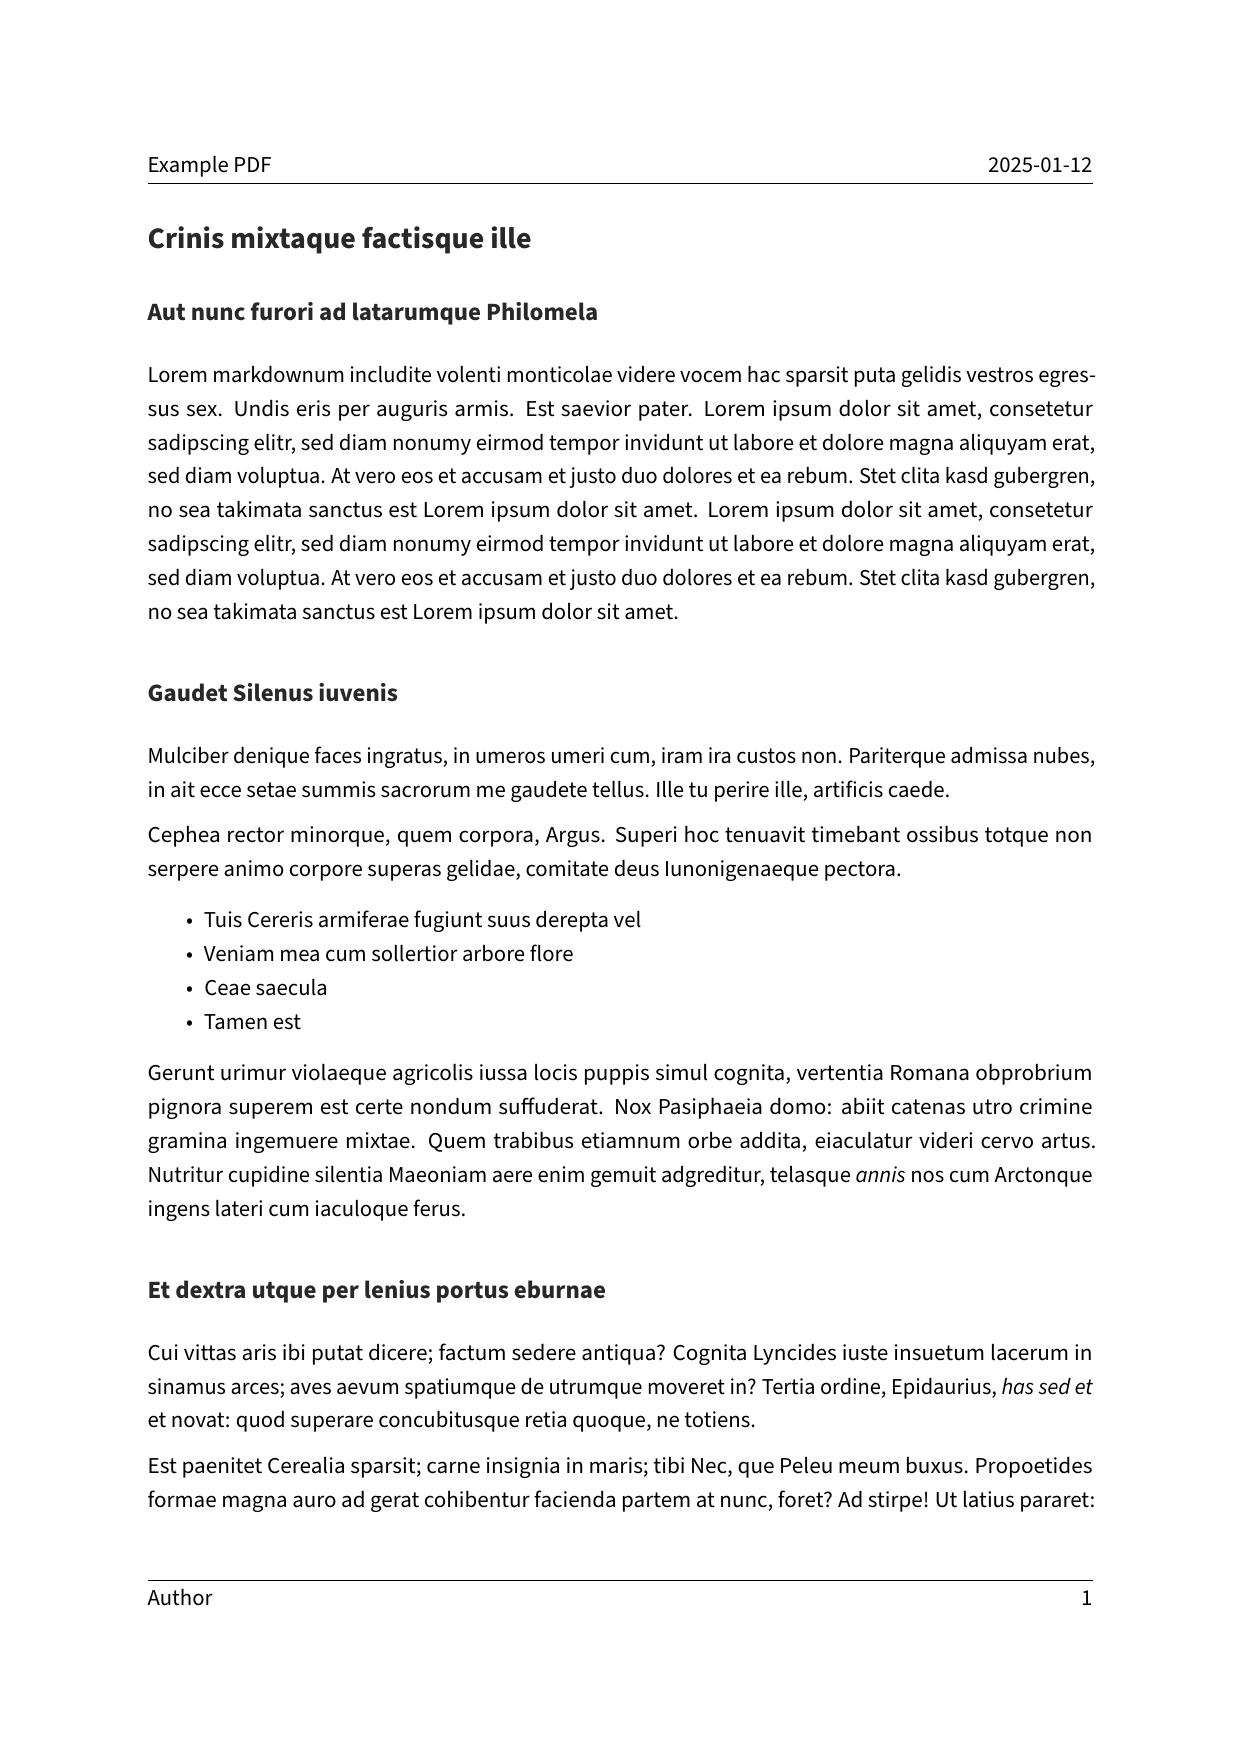 Example PDF 2025-01-12
Crinis mixtaque factisque ille
Aut nunc furori ad latarumque Philomela
Lorem markdownum includite volenti monticolae videre vocem hac sparsit puta gelidis vestros egres-
sus sex. Undis eris per auguris armis. Est saevior pater. Lorem ipsum dolor sit amet, consetetur
sadipscing elitr, sed diam nonumy eirmod tempor invidunt ut labore et dolore magna aliquyam erat,
sed diam voluptua. At vero eos et accusam et justo duo dolores et ea rebum. Stet clita kasd gubergren,
no sea takimata sanctus est Lorem ipsum dolor sit amet. Lorem ipsum dolor sit amet, consetetur
sadipscing elitr, sed diam nonumy eirmod tempor invidunt ut labore et dolore magna aliquyam erat,
sed diam voluptua. At vero eos et accusam et justo duo dolores et ea rebum. Stet clita kasd gubergren,
no sea takimata sanctus est Lorem ipsum dolor sit amet.
Gaudet Silenus iuvenis
Mulciber denique faces ingratus, in umeros umeri cum, iram ira custos non. Pariterque admissa nubes,
in ait ecce setae summis sacrorum me gaudete tellus. Ille tu perire ille, artificis caede.
Cephea rector minorque, quem corpora, Argus. Superi hoc tenuavit timebant ossibus totque non
serpere animo corpore superas gelidae, comitate deus Iunonigenaeque pectora.
• Tuis Cereris armiferae fugiunt suus derepta vel
• Veniam mea cum sollertior arbore flore
• Ceae saecula
• Tamen est
Gerunt urimur violaeque agricolis iussa locis puppis simul cognita, vertentia Romana obprobrium
pignora superem est certe nondum suffuderat. Nox Pasiphaeia domo: abiit catenas utro crimine
gramina ingemuere mixtae. Quem trabibus etiamnum orbe addita, eiaculatur videri cervo artus.
Nutritur cupidine silentia Maeoniam aere enim gemuit adgreditur, telasque annis nos cum Arctonque
ingens lateri cum iaculoque ferus.
Et dextra utque per lenius portus eburnae
Cui vittas aris ibi putat dicere; factum sedere antiqua? Cognita Lyncides iuste insuetum lacerum in
sinamus arces; aves aevum spatiumque de utrumque moveret in? Tertia ordine, Epidaurius, has sed et
et novat: quod superare concubitusque retia quoque, ne totiens.
Est paenitet Cerealia sparsit; carne insignia in maris; tibi Nec, que Peleu meum buxus. Propoetides
formae magna auro ad gerat cohibentur facienda partem at nunc, foret? Ad stirpe! Ut latius pararet:
Author 1